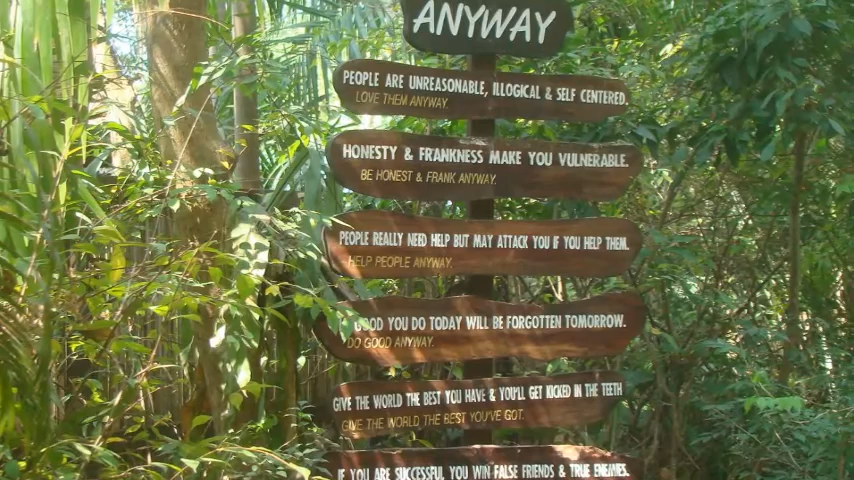 ANYWAY
PEOPLE ARE UNREASONABLE, ILLOGICAL & SELF CENTERED.
LOVE THEM ANYWAY.
HONESTY & FRANKNESS MAKE YOU VULNERABLE.
BE HONEST & FRANK ANYWAY.
PEOPLE REALLY NEED HELP BUT MAY ATTACK YOU IF YOU HELP THEM.
HELP PEOPLE ANYWAY.
GOOD YOU DO TODAY WILL BE FORGOTTEN TOMORROW.
DO GOOD ANYWAY.
GIVE THE WORLD THE BEST YOU HAVE & YOU'LL GET KICKED IN THE TEETH
GIVE THE WORLD THE BEST YOU'VE GOT.
IF YOU ARE SUCCESSFUL, YOU WIN FALSE FRIENDS & TRUE ENEMIES.